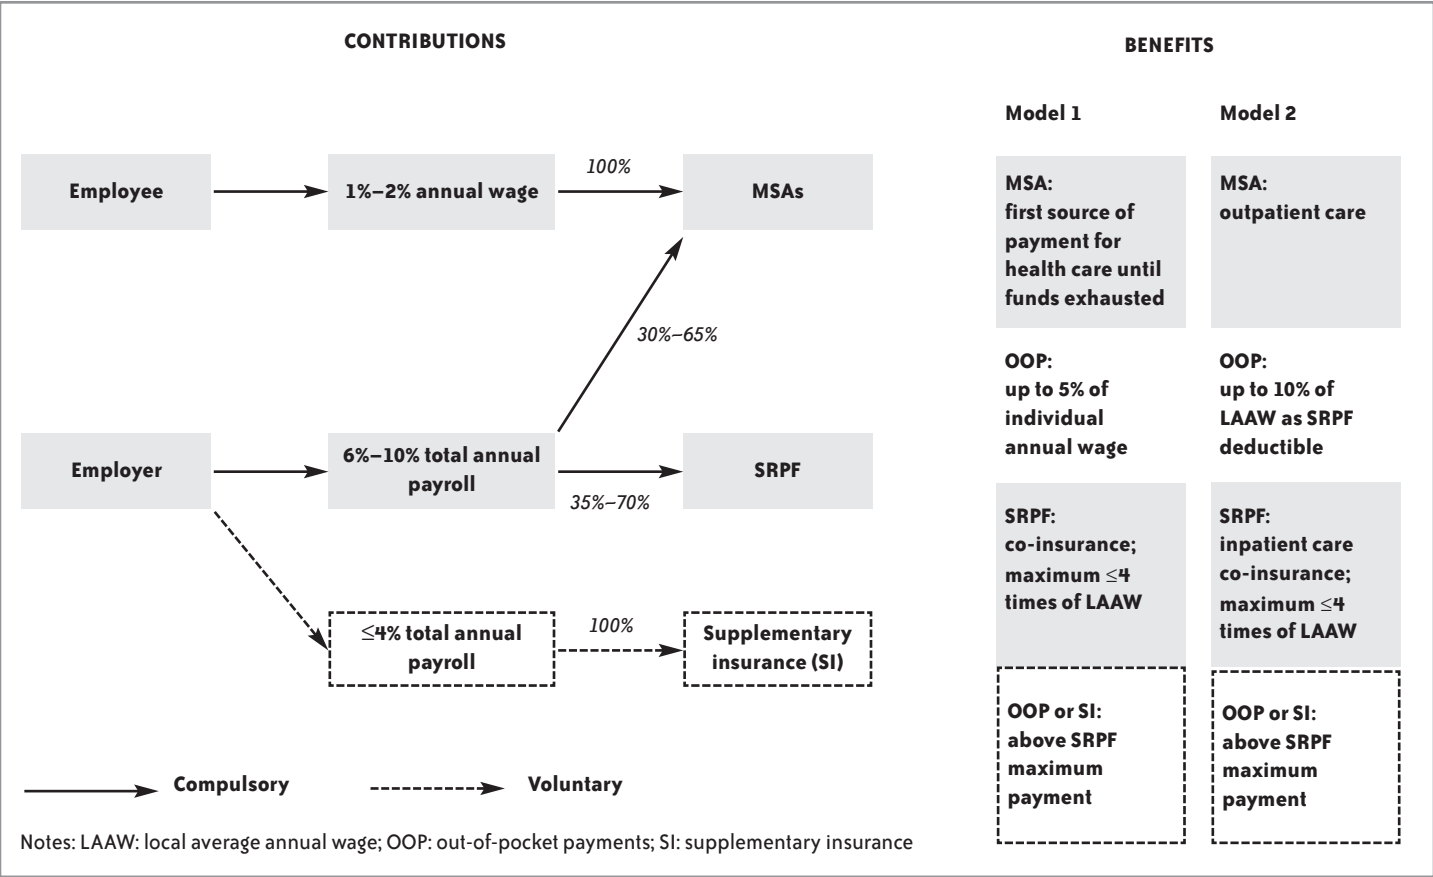 CONTRIBUTIONS
Employee
1%–2% annual wage
100%
MSAs
30%–65%
Employer
6%–10% total annual
payroll
35%–70%
SRPF
≤4% total annual
payroll
100%
Supplementary
insurance (SI)
Compulsory
Voluntary
BENEFITS
Model 1
MSA:
first source of
payment for
health care until
funds exhausted
OOP:
up to 5% of
individual
annual wage
SRPF:
co-insurance;
maximum ≤4
times of LAAW
OOP or SI:
above SRPF
maximum
payment
Model 2
MSA:
outpatient care
OOP:
up to 10% of
LAAW as SRPF
deductible
SRPF:
inpatient care
co-insurance;
maximum ≤4
times of LAAW
OOP or SI:
above SRPF
maximum
payment
Notes: LAAW: local average annual wage; OOP: out-of-pocket payments; SI: supplementary insurance